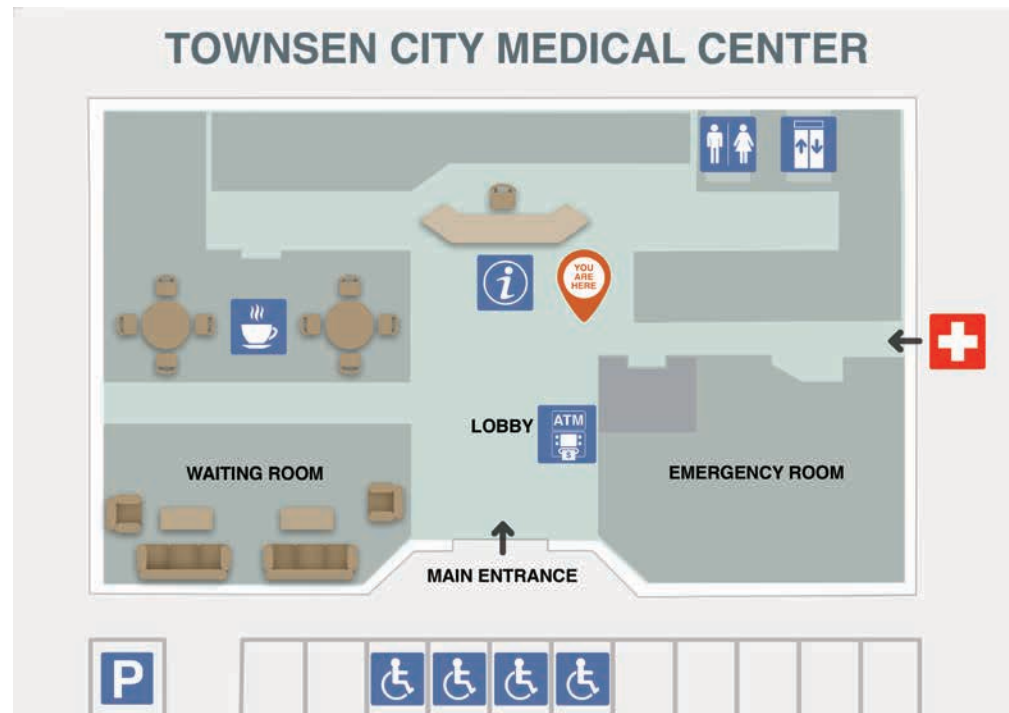 TOWNSEN CITY MEDICAL CENTER
i
YOU
ARE
HERE
LOBBY
ATM
$
WAITING ROOM
EMERGENCY ROOM
MAIN ENTRANCE
P